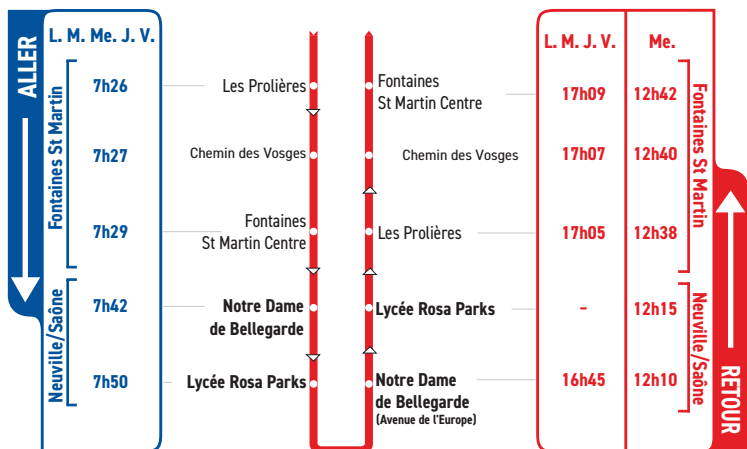 ALLER
L. M. Me. J. V.
Fontaines St Martin
7h26
7h27
7h29
Neuville/Saône
7h42
7h50
Les Prolières
Chemin des Vosges
Fontaines
St Martin Centre
Notre Dame
de Bellegarde
Lycée Rosa Parks
Fontaines
St Martin Centre
Chemin des Vosges
Les Prolières
Lycée Rosa Parks
Notre Dame
de Bellegarde
(Avenue de l'Europe)
L. M. J. V. Me.
17h09 12h42
17h07 12h40
17h05 12h38
- 12h15
16h45 12h10
Fontaines St Martin
Neuville/Saône
RETOUR